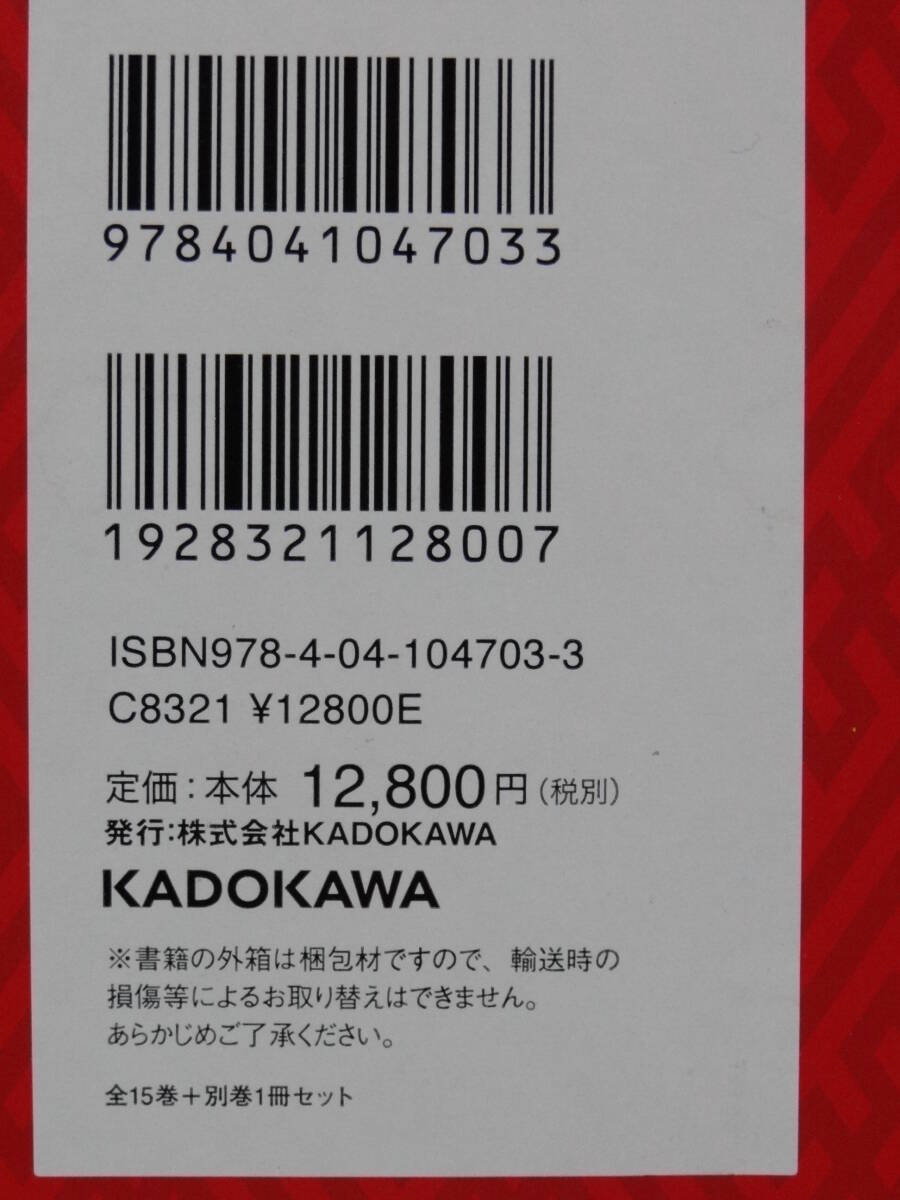 9784041047033
1928321128007
ISBN978-4-04-104703-3
C8321 ¥12800E
定価：本体 12,800円（税別）
発行：株式会社KADOKAWA
KADOKAWA
※書籍の外箱は梱包材ですので、輸送時の
損傷等によるお取り替えはできません。
あらかじめご了承ください。
全15巻＋別巻1冊セット